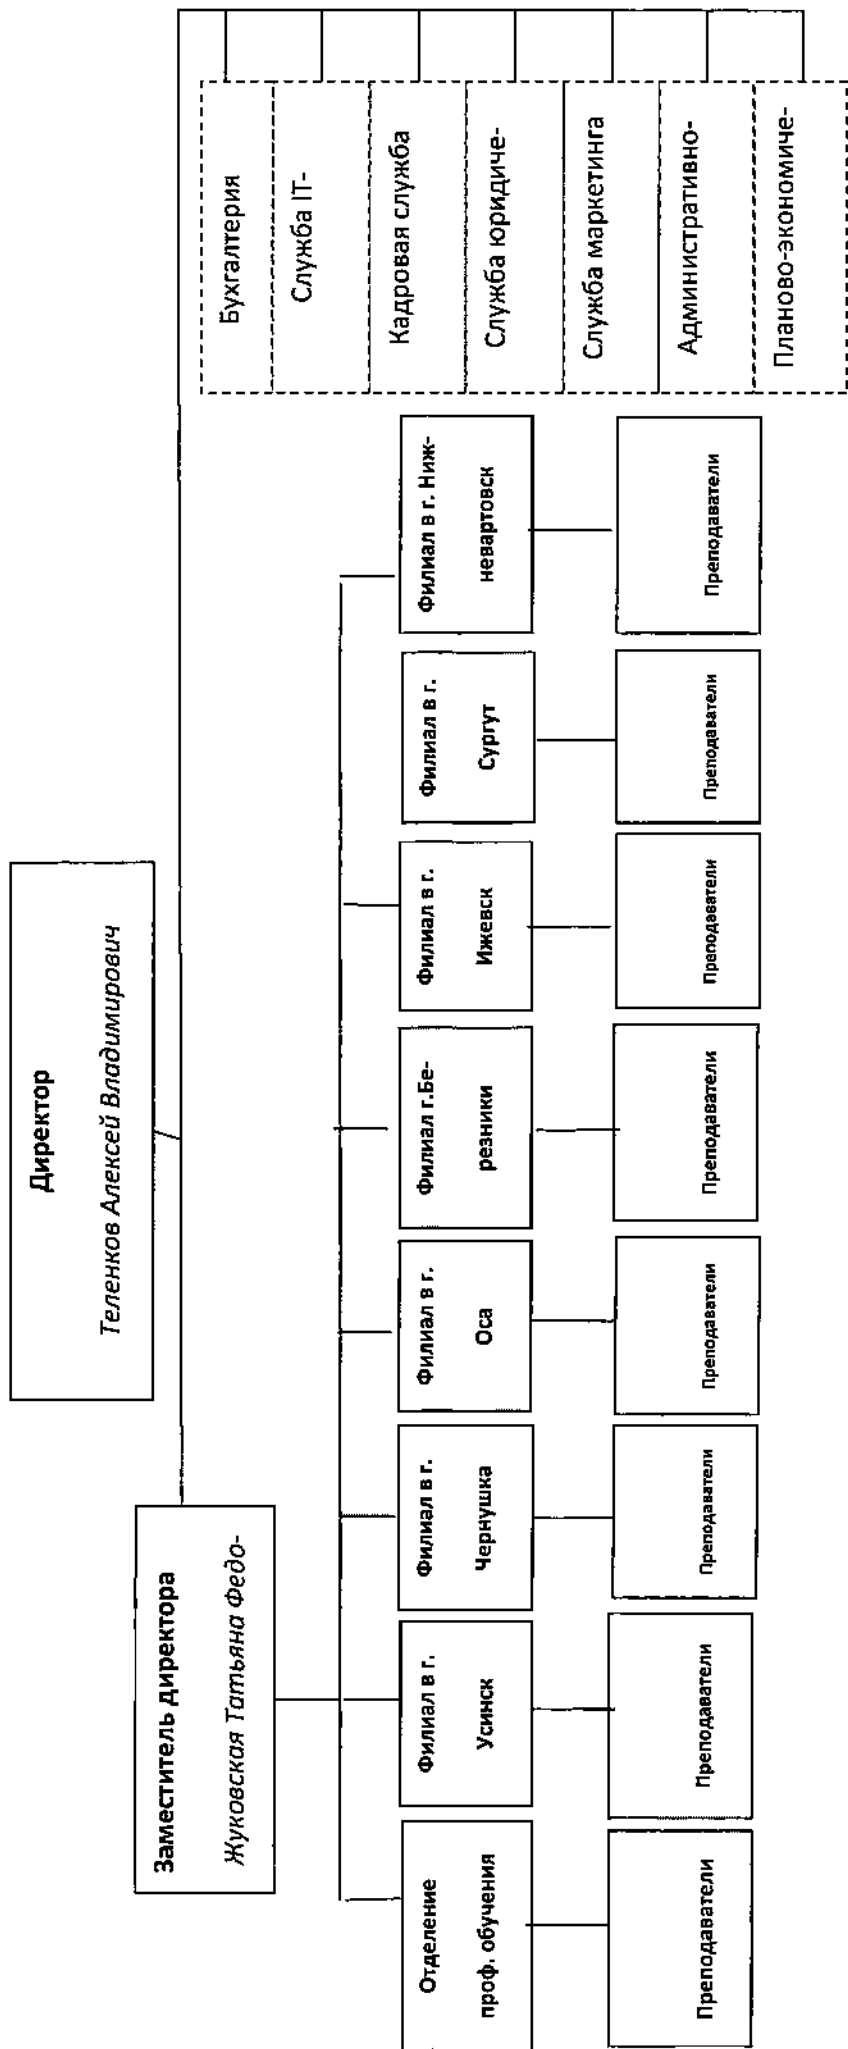 Директор
Теленков Алексей Владимирович
Заместитель директора
Жуковская Татьяна Федо-
Отделение
проф. обучения
Филиал в г.
Усинск
Филиал в г.
Чернушка
Филиал в г.
Оса
Филиал г.Бе-
резники
Филиал в г.
Ижевск
Филиал в г.
Сургут
Филиал в г. Ниж-
невартовск
Преподаватели
Преподаватели
Преподаватели
Преподаватели
Преподаватели
Преподаватели
Преподаватели
Преподаватели
Бухгалтерия
Служба IT-
Кадровая служба
Служба юридиче-
Служба маркетинга
Административно-
Планово-экономиче-